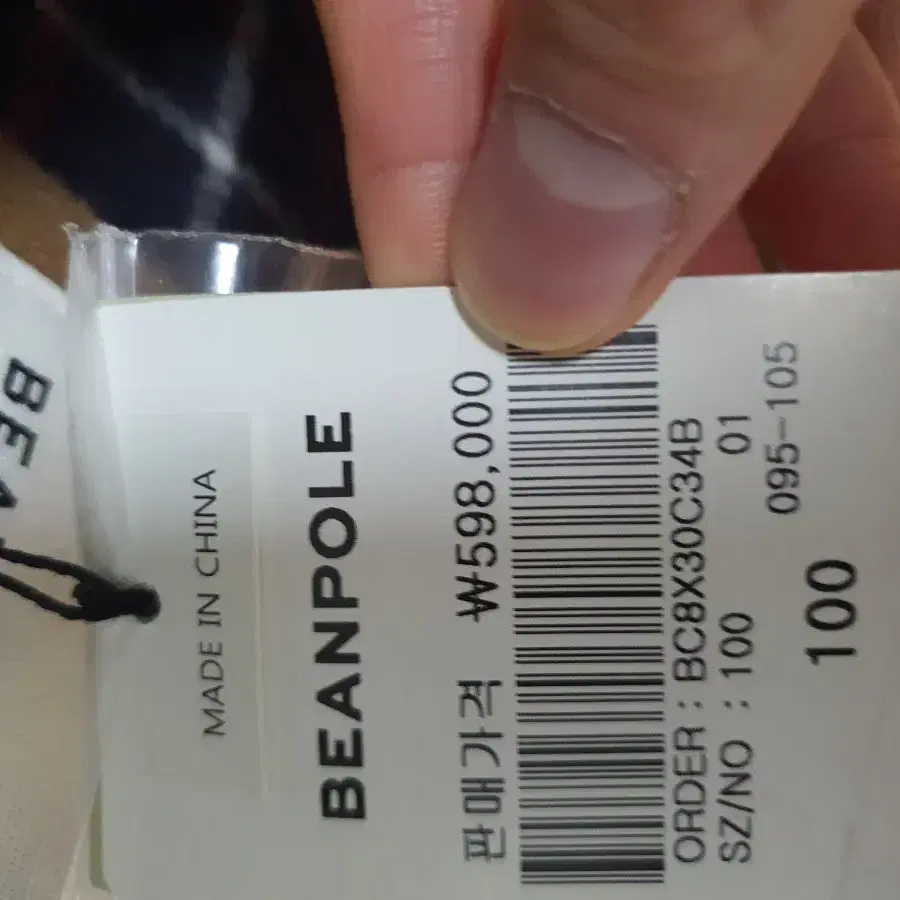 BEA
MADE IN CHINA
BEANPOLE
판매가격 ₩598,000
ORDER : BC8X30C34B
SZ/NO : 100 01
095-105
100